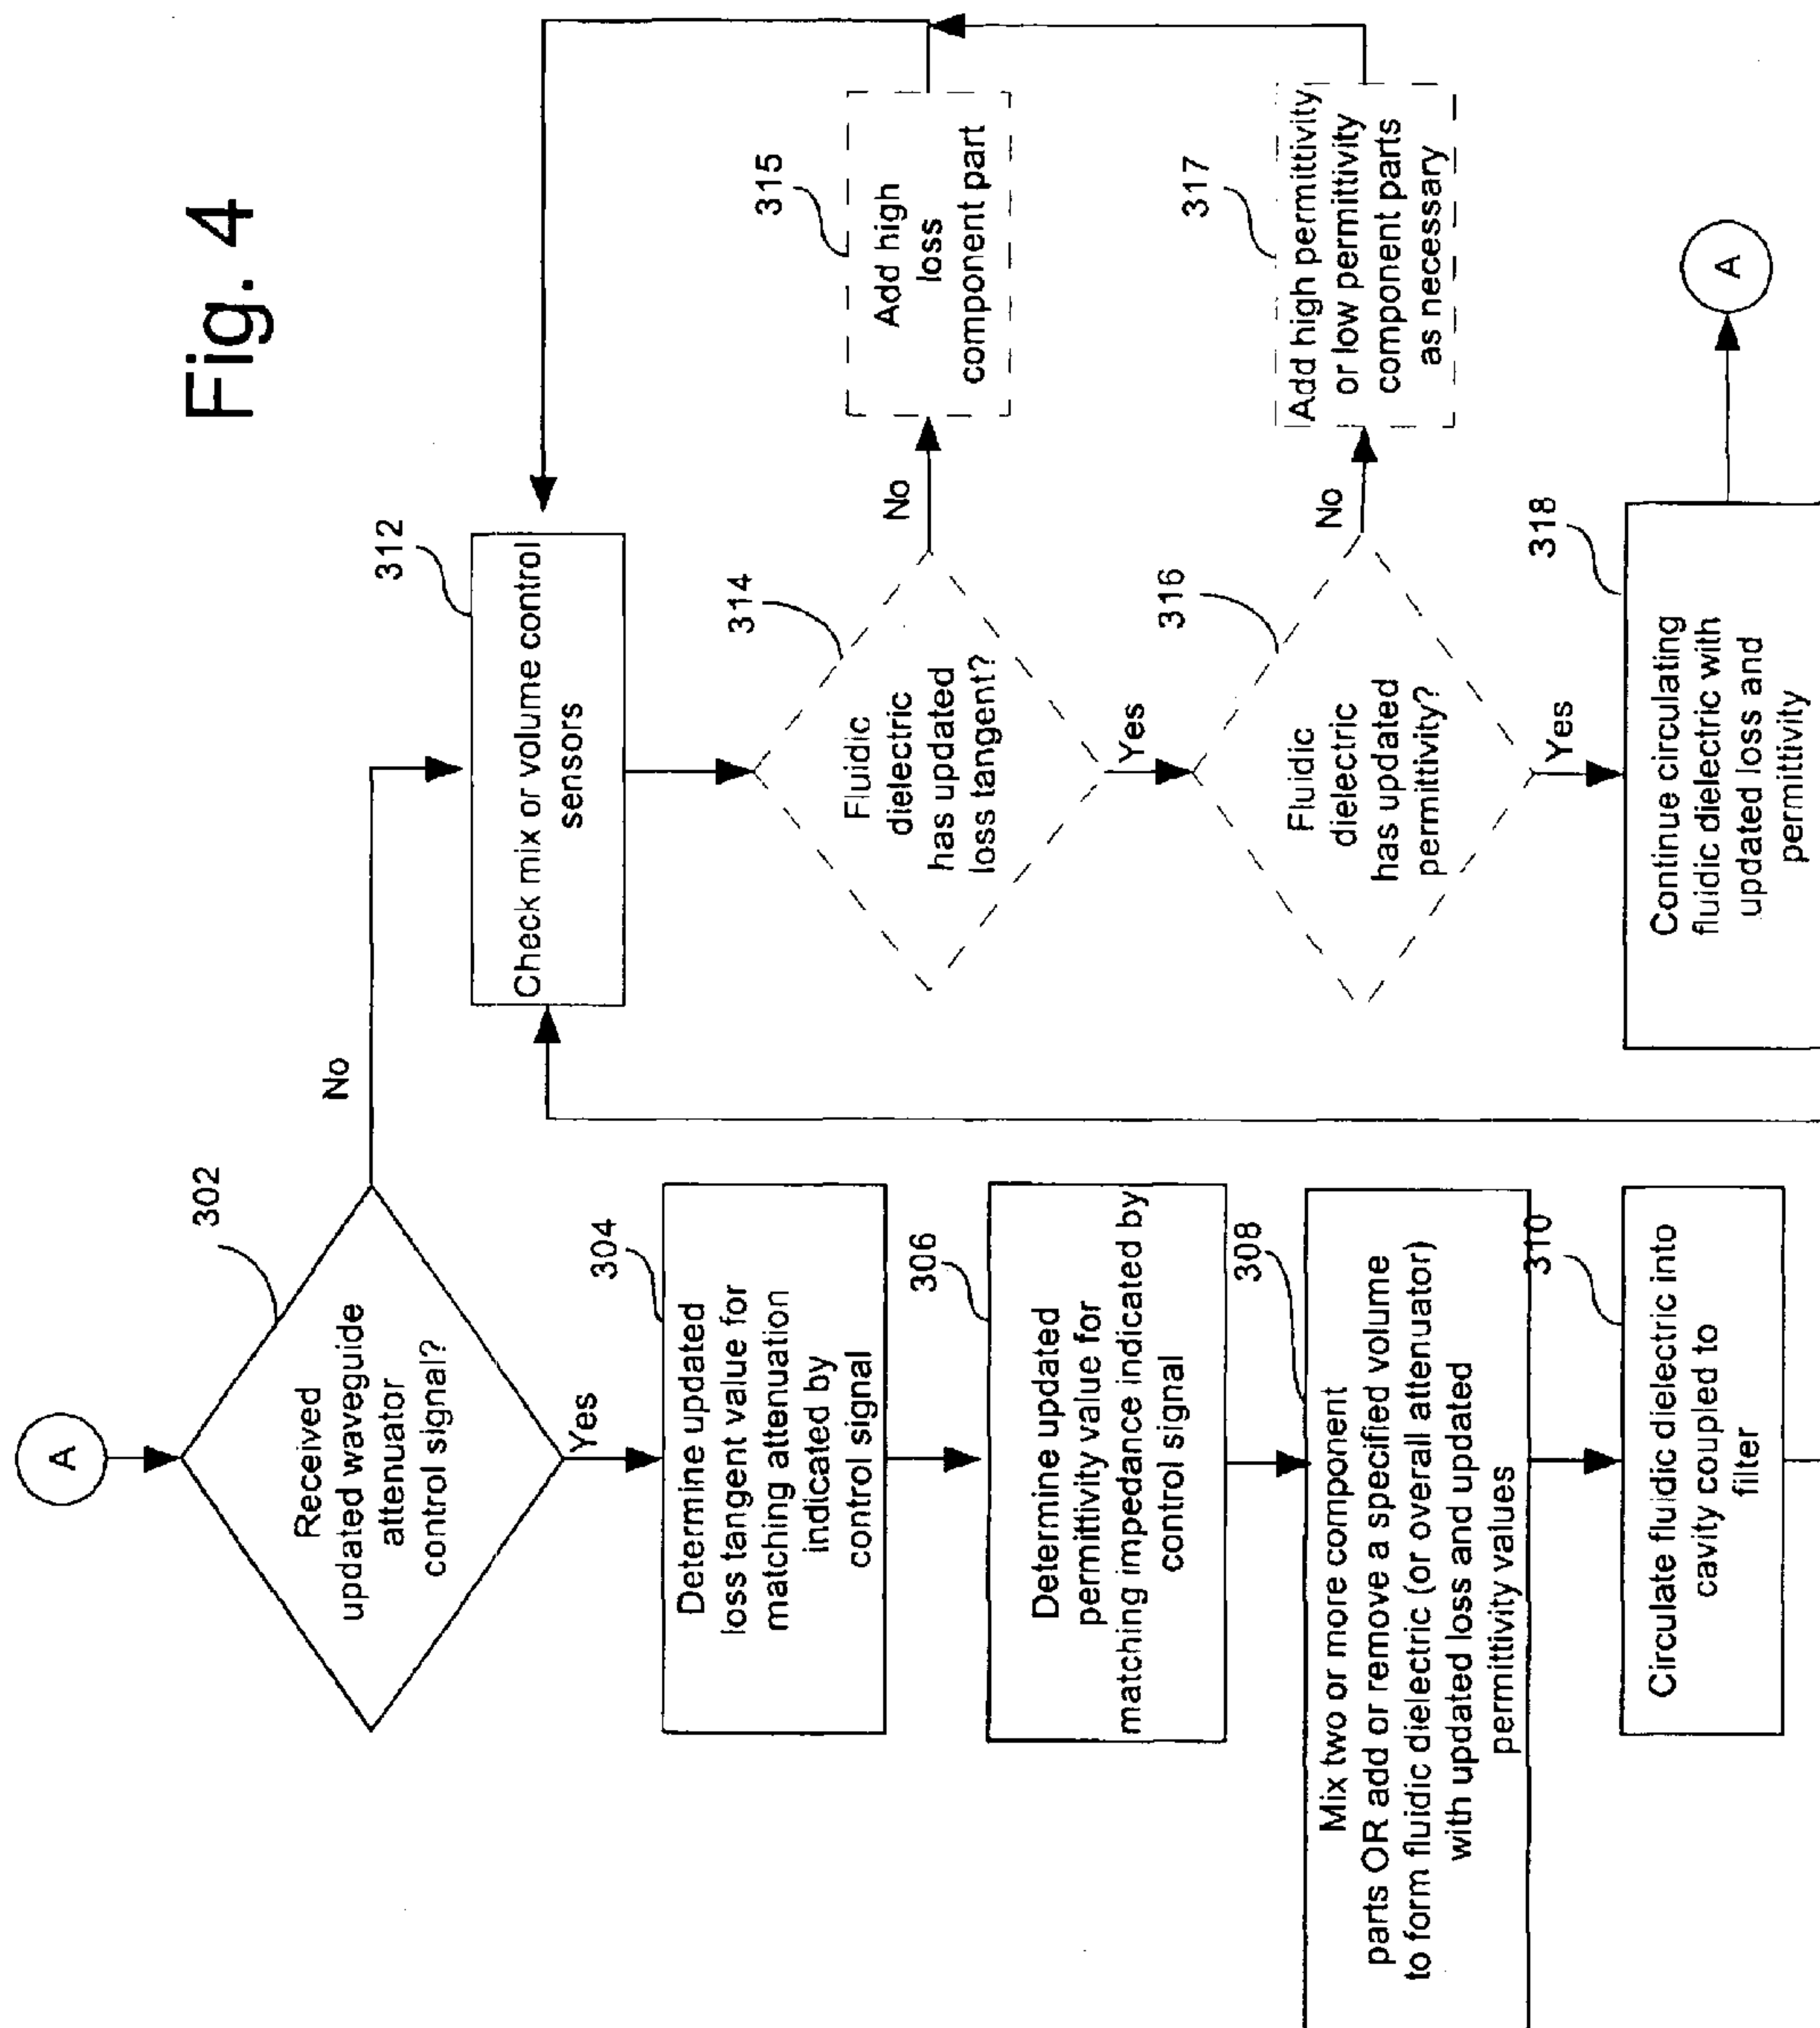 Fig. 4
A
302
Received
updated waveguide
attenuator
control signal?
No
Yes
304
Determine updated
loss tangent value for
matching attenuation
indicated by
control signal
306
Determine updated
permittivity value for
matching impedance indicated by
control signal
308
Mix two or more component
parts OR add or remove a specified volume
to form fluidic dielectric (or overall attenuator)
with updated loss and updated
permittivity values
310
Circulate fluidic dielectric into
cavity coupled to
filter
312
Check mix or volume control
sensors
314
Fluidic
dielectric
has updated
loss tangent?
No
315
Add high
loss
component part
Yes
316
Fluidic
dielectric
has updated
permittivity?
No
317
Add high permittivity
or low permittivity
component parts
as necessary
Yes
318
Continue circulating
fluidic dielectric with
updated loss and
permittivity
A